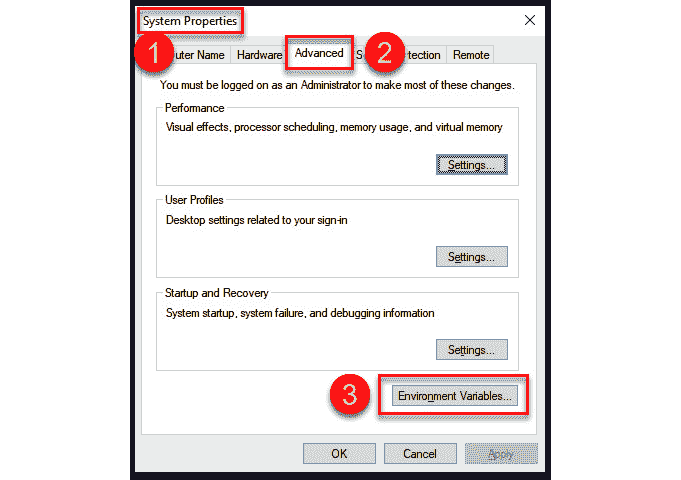 System Properties
1
uter Name Hardware Advanced 2 tection Remote
You must be logged on as an Administrator to make most of these changes.
Performance
Visual effects, processor scheduling, memory usage, and virtual memory
Settings...
User Profiles
Desktop settings related to your sign-in
Settings...
Startup and Recovery
System startup, system failure, and debugging information
Settings...
3 Environment Variables...
OK Cancel Apply